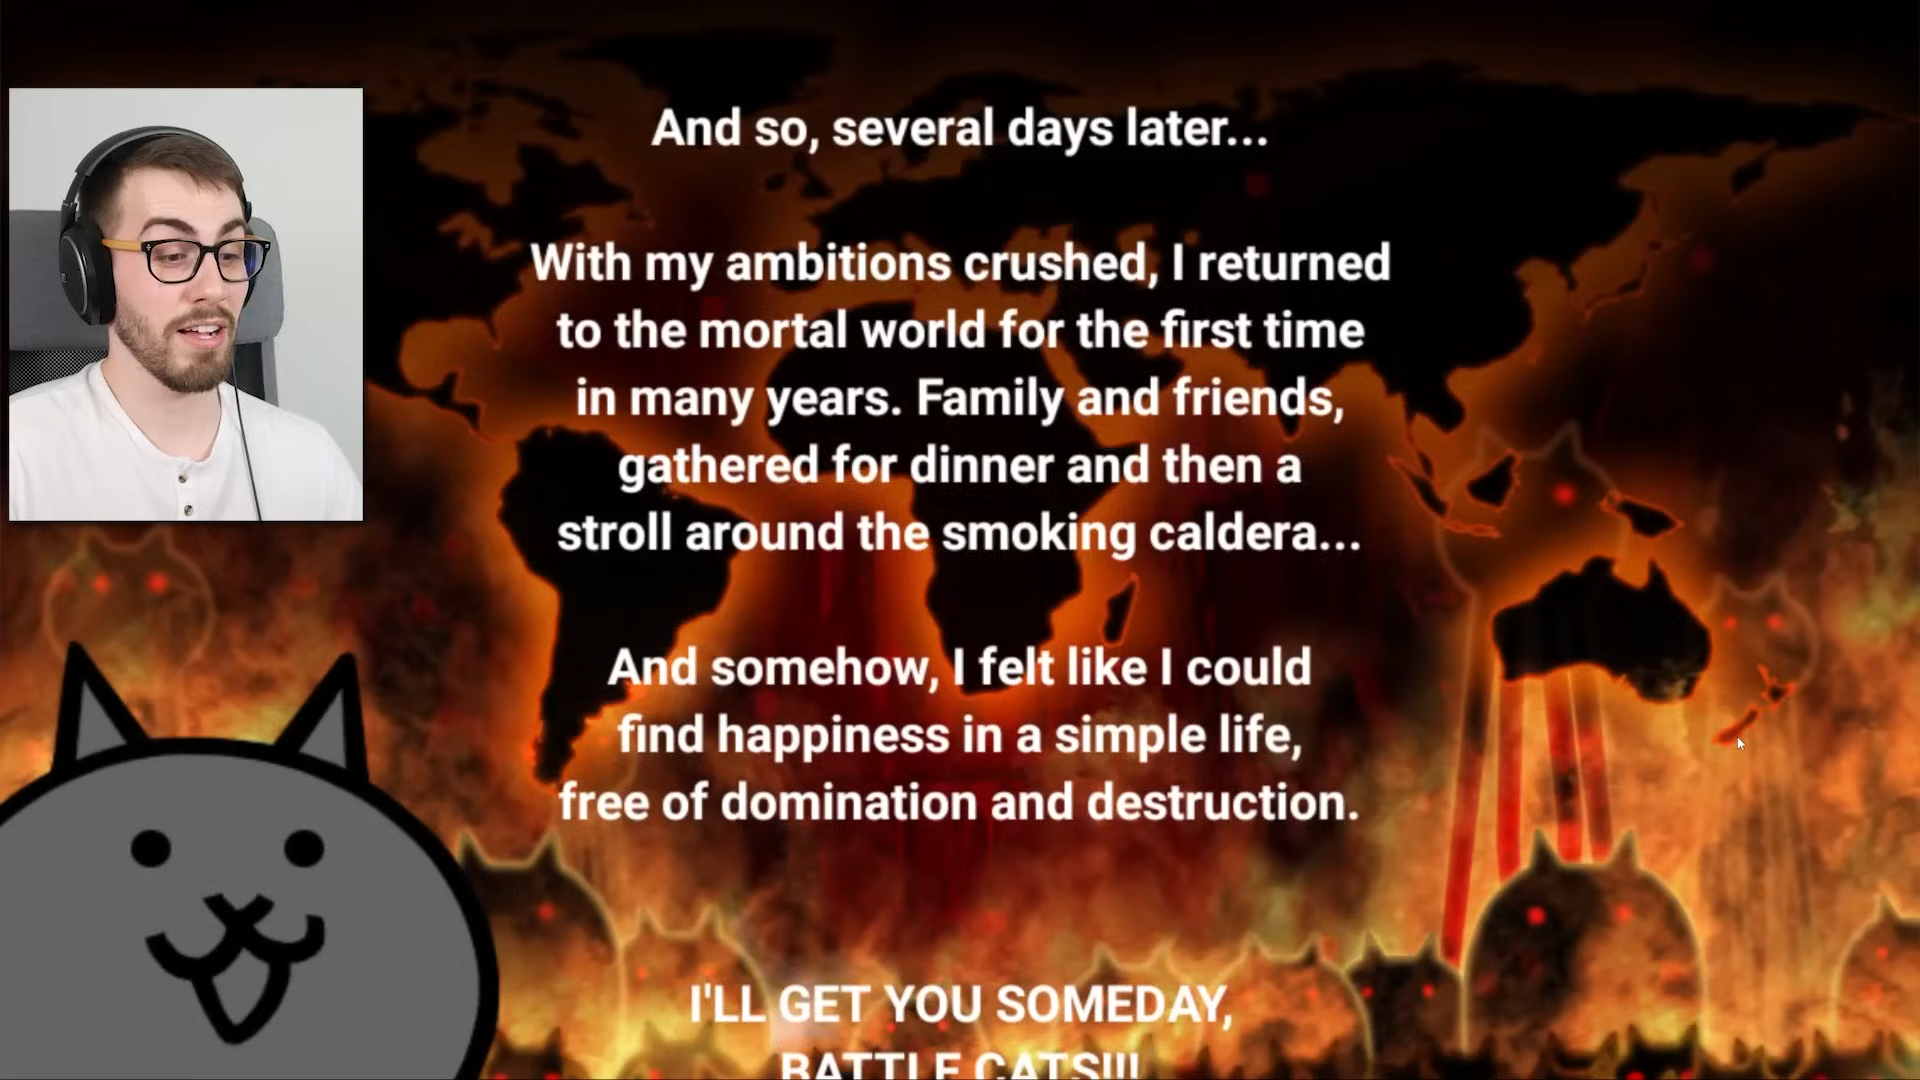 And so, several days later...
With my ambitions crushed, I returned
to the mortal world for the first time
in many years. Family and friends,
gathered for dinner and then a
stroll around the smoking caldera...
And somehow, I felt like I could
find happiness in a simple life,
free of domination and destruction.
I'LL GET YOU SOMEDAY,
BATTLE CATS!!!